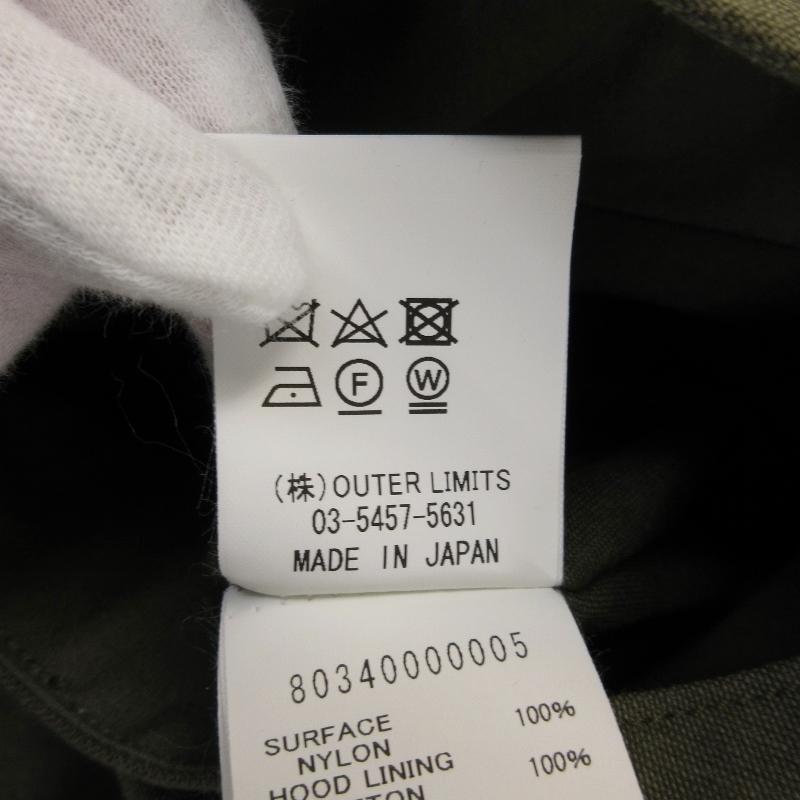 F W
(株)OUTER LIMITS
03-5457-5631
MADE IN JAPAN
80340000005
SURFACE
NYLON 100%
HOOD LINING
100%